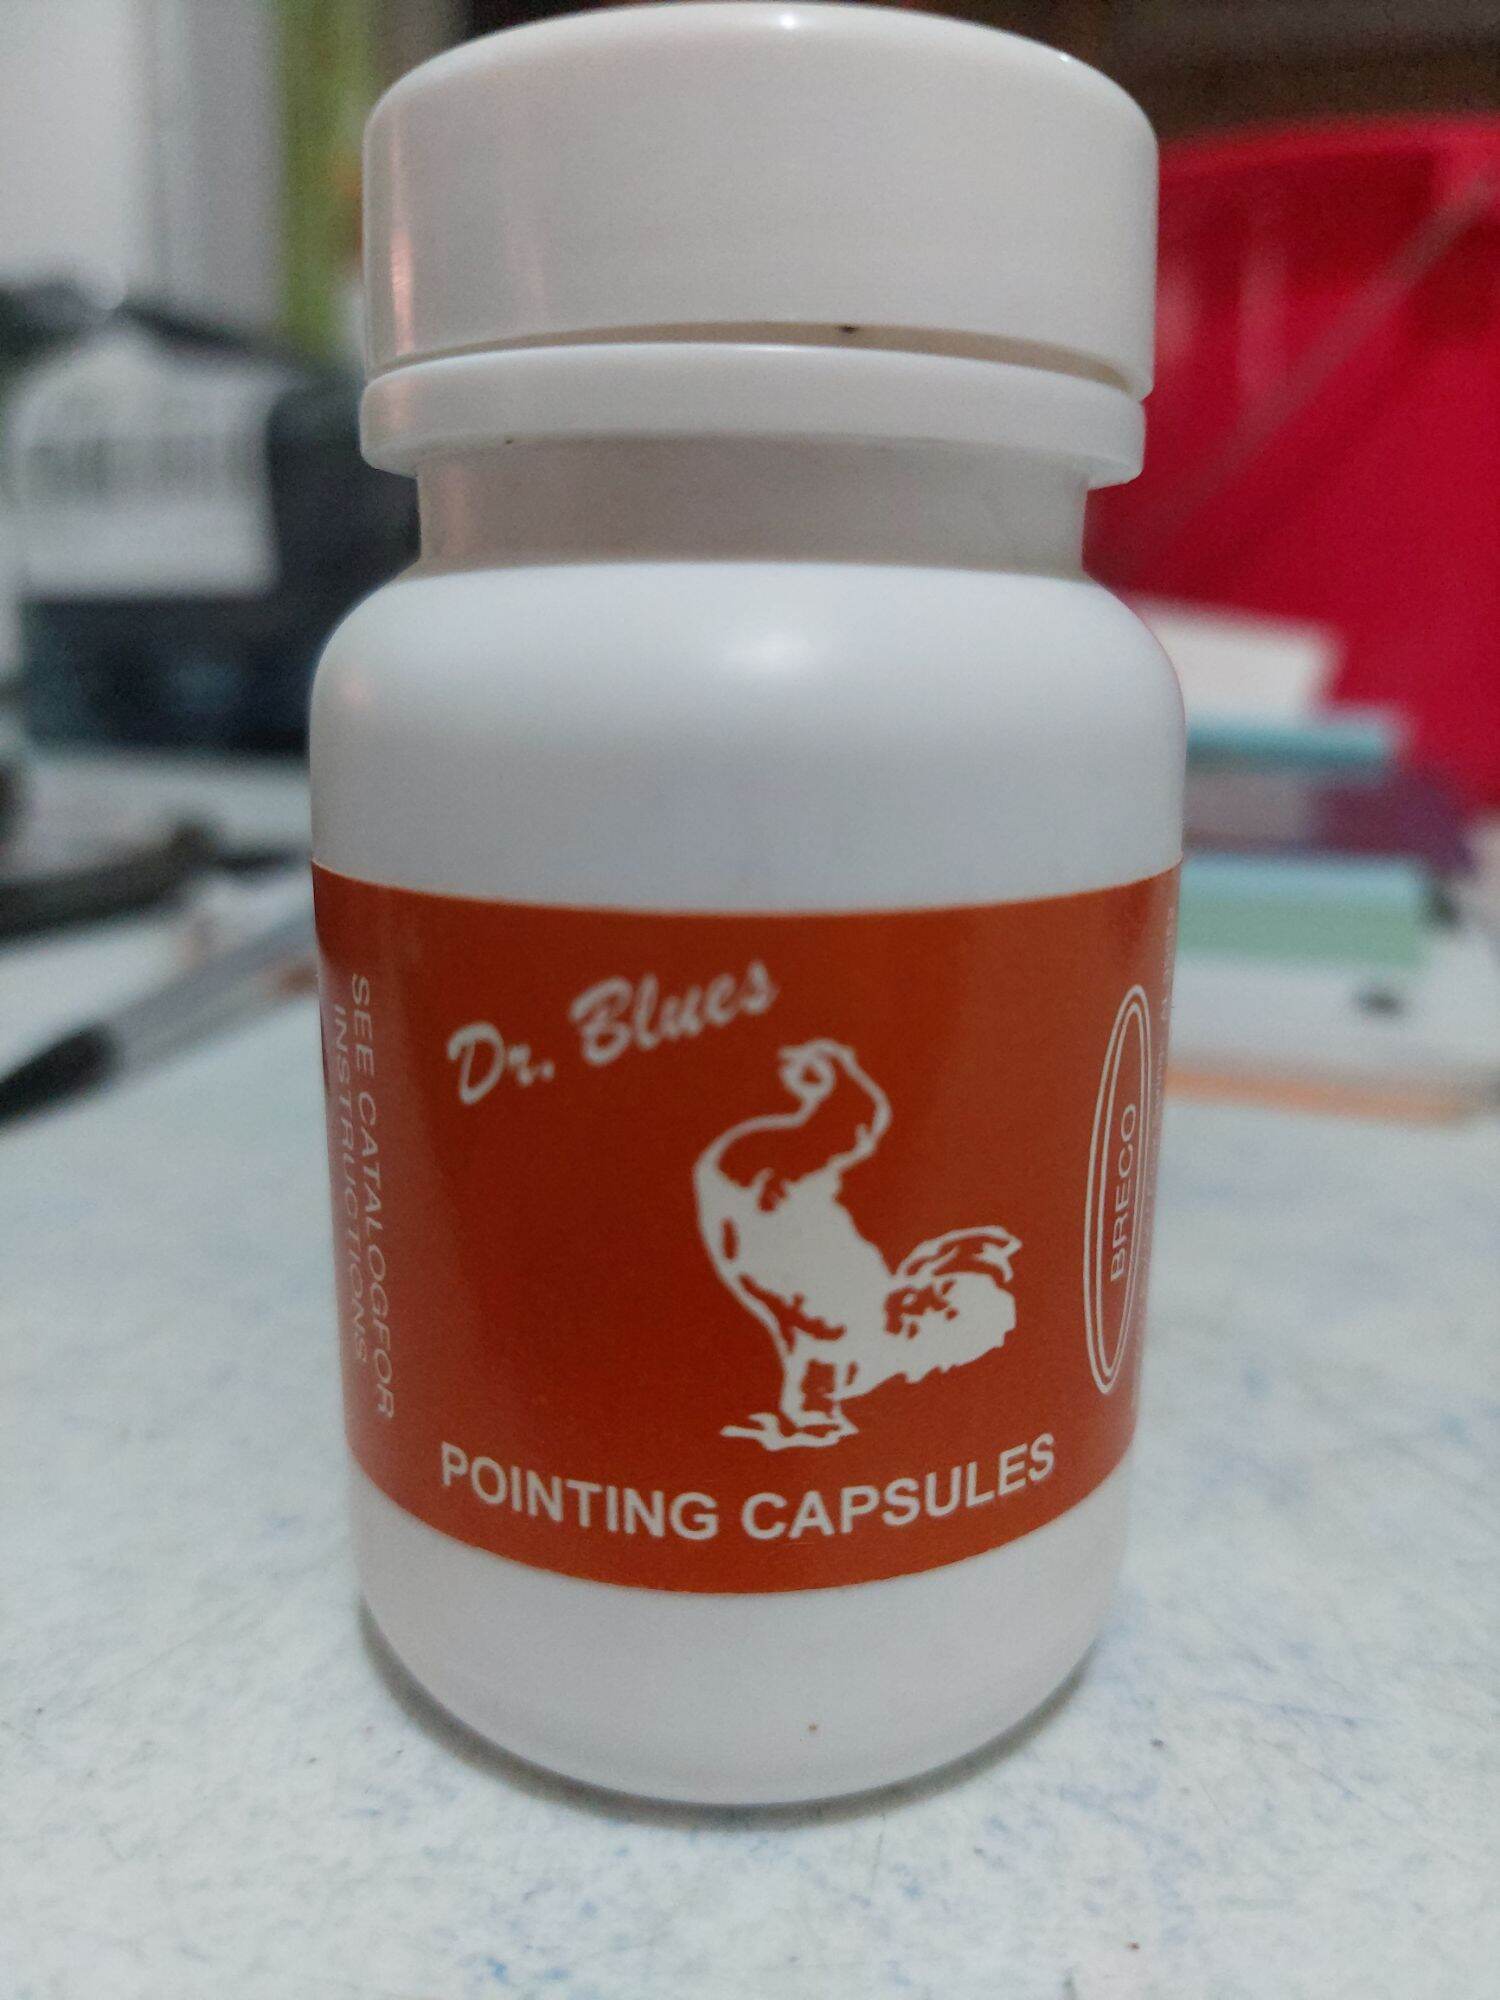 Dr. Blues
POINTING CAPSULES
SEE CATALOGFOR
INSTRUCTIONS
BRECO